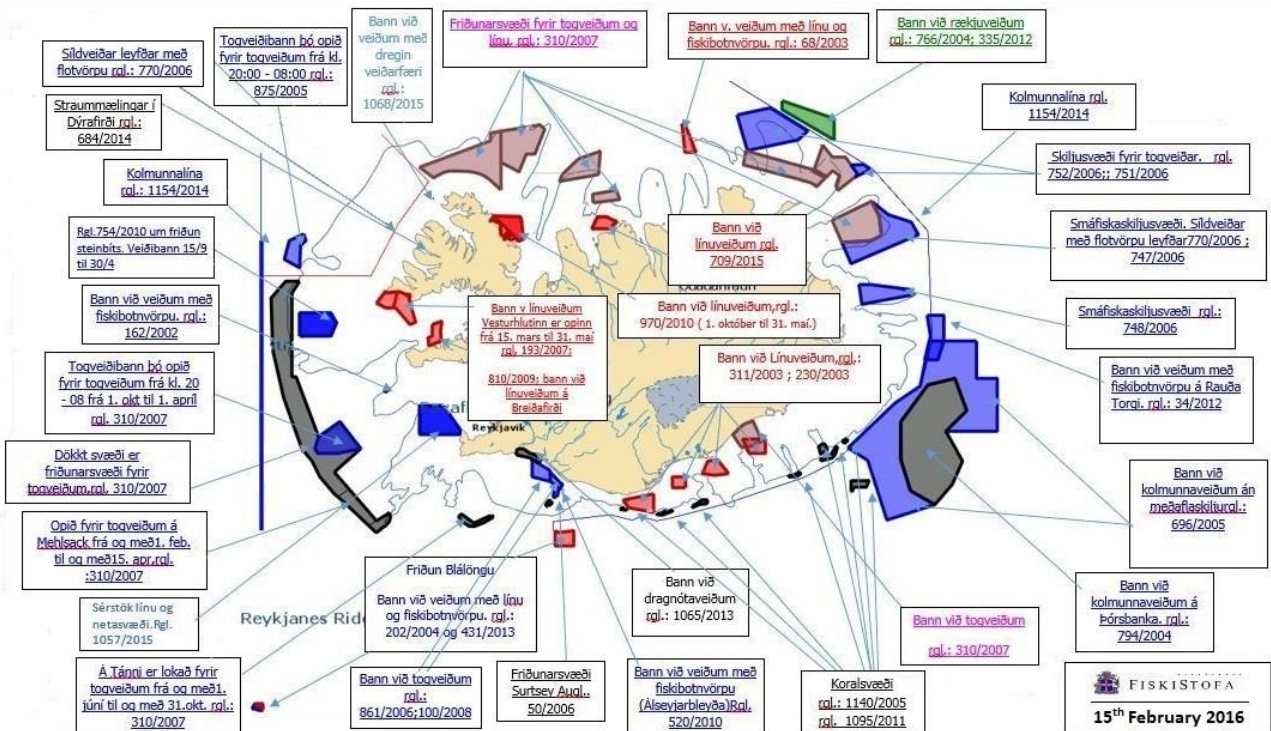 Síldveiðar leyfðar með
flotvörpu rgl.: 770/2006
Togveiðibann þó opið
fyrir togveiðum frá kl.
20:00 - 08:00 rgl.:
875/2005
Bann við
veiðum með
dregin
veiðarfæri
rgl.:
1068/2015
Friðunarsvæði fyrir togveiðum og
línu, rgl.: 310/2007
Bann v. veiðum með línu og
fiskibotnvörpu. rgl.: 68/2003
Bann við rækjuveiðum
rgl.: 766/2004; 335/2012
Straummælingar í
Dýrafirði rgl.:
684/2014
Kolmunnalína rgl.
1154/2014
Kolmunnalína
rgl.: 1154/2014
Skiljusvæði fyrir togveiðar. rgl.
752/2006;; 751/2006
Rgl.754/2010 um friðun
steinbíts. Veiðibann 15/9
til 30/4
Bann við
línuveiðum rgl.
709/2015
Smáfiskaskiljusvæði. Síldveiðar
með flotvörpu leyfðar770/2006 ;
747/2006
Bann við veiðum með
fiskibotnvörpu. rgl.:
162/2002
Bann v línuveiðum
Vesturhlutinn er opinn
frá 15. mars til 31. maí
rgl. 193/2007;
810/2009; bann við
línuveiðum á
Breiðafirði
Bann við línuveiðum,rgl.:
970/2010 ( 1. október til 31. maí.)
Smáfiskaskiljusvæði rgl.:
748/2006
Bann við Línuveiðum,rgl.:
311/2003 ; 230/2003
Togveiðibann þó opið
fyrir togveiðum frá kl. 20
- 08 frá 1. okt til 1. apríl
rgl. 310/2007
Bann við veiðum með
fiskibotnvörpu á Rauða
Torgi. rgl.: 34/2012
Reykjavík
Dökkt svæði er
friðunarsvæði fyrir
togveiðum,rgl. 310/2007
Bann við
kolmunnaveiðum án
meðaflaskiljurgl.:
696/2005
Opið fyrir togveiðum á
Mehlsack frá og með1. feb.
til og með15. apr,rgl.
:310/2007
Friðun Blálöngu
Bann við veiðum með línu
og fiskibotnvörpu. rgl.:
202/2004 og 431/2013
Bann við
dragnótaveiðum
rgl.: 1065/2013
Bann við
kolmunnaveiðum á
Þórsbanka. rgl.:
794/2004
Sérstök línu og
netasvæði.Rgl.
1057/2015
Reykjanes Rid
Bann við togveiðum
rgl.: 310/2007
Á Tánni er lokað fyrir
togveiðum frá og með1.
júní til og með 31.okt. rgl.:
310/2007
Bann við togveiðum
rgl.:
861/2006;100/2008
Friðunarsvæði
Surtsey Augl..
50/2006
Bann við veiðum með
fiskibotnvörpu
(Álseyjarbleyða)Rgl.
520/2010
Koralsvæði
rgl.: 1140/2005
rgl. 1095/2011
FISKISTOFA
15th February 2016